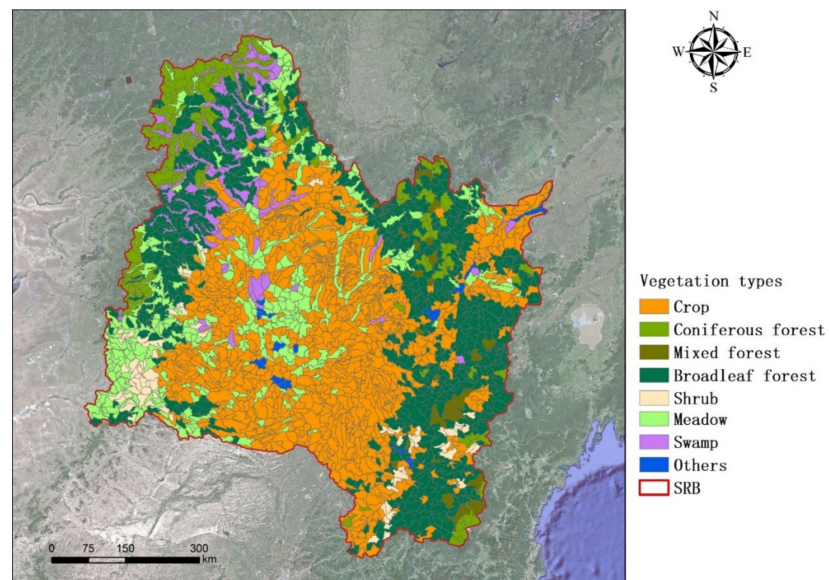 N
W E
S
Vegetation types
Crop
Coniferous forest
Mixed forest
Broadleaf forest
Shrub
Meadow
Swamp
Others
SRB
0 75 150 300
km